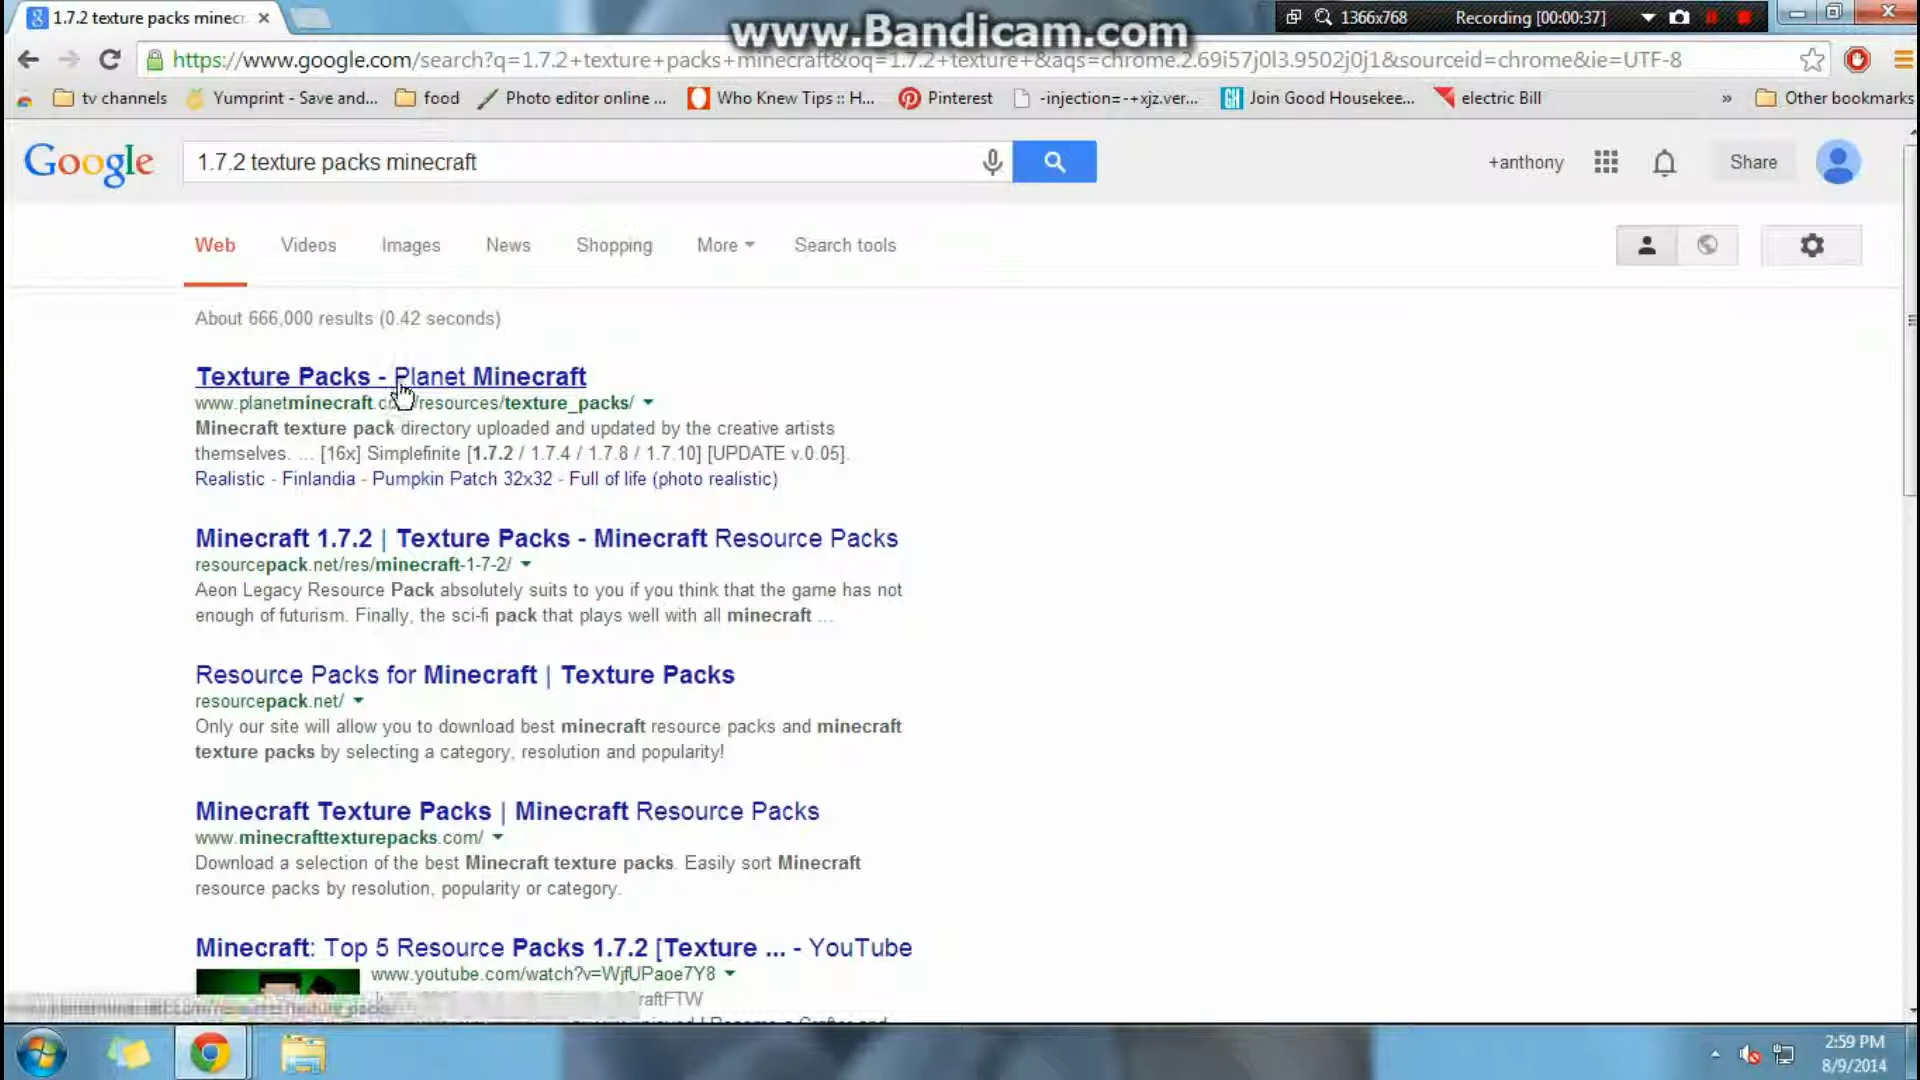 1.7.2 texture packs minecr
www.Bandicam.com
1366x768
Recording [00:00:37]
https://www.google.com/search?q=1.7.2+texture+packs+minecraft&oq=1.7.2+texture+&aqs=chrome.2.69i57j0l3.9502j0j1&sourceid=chrome&ie=UTF-8
tv channels
Yumprint - Save and...
food
Photo editor online ...
Who Knew Tips :: H...
Pinterest
-injection=-+xjz.ver...
GH
Join Good Housekee...
electric Bill
»
Other bookmarks
Google
1.7.2 texture packs minecraft
+anthony
Share
Web
Videos
Images
News
Shopping
More
Search tools
About 666,000 results (0.42 seconds)
Texture Packs - Planet Minecraft
www.planetminecraft.c /resources/texture_packs/
Minecraft texture pack directory uploaded and updated by the creative artists
themselves. ... [16x] Simplefinite [1.7.2 / 1.7.4 / 1.7.8 / 1.7.10] [UPDATE v.0.05].
Realistic - Finlandia - Pumpkin Patch 32x32 - Full of life (photo realistic)
Minecraft 1.7.2 | Texture Packs - Minecraft Resource Packs
resourcepack.net/res/minecraft-1-7-2/
Aeon Legacy Resource Pack absolutely suits to you if you think that the game has not
enough of futurism. Finally, the sci-fi pack that plays well with all minecraft ...
Resource Packs for Minecraft | Texture Packs
resourcepack.net/
Only our site will allow you to download best minecraft resource packs and minecraft
texture packs by selecting a category, resolution and popularity!
Minecraft Texture Packs | Minecraft Resource Packs
www.minecrafttexturepacks.com/
Download a selection of the best Minecraft texture packs. Easily sort Minecraft
resource packs by resolution, popularity or category.
Minecraft: Top 5 Resource Packs 1.7.2 [Texture ... - YouTube
www.youtube.com/watch?v=WjfUPaoe7Y8
raftFTW
2:59 PM
8/9/2014